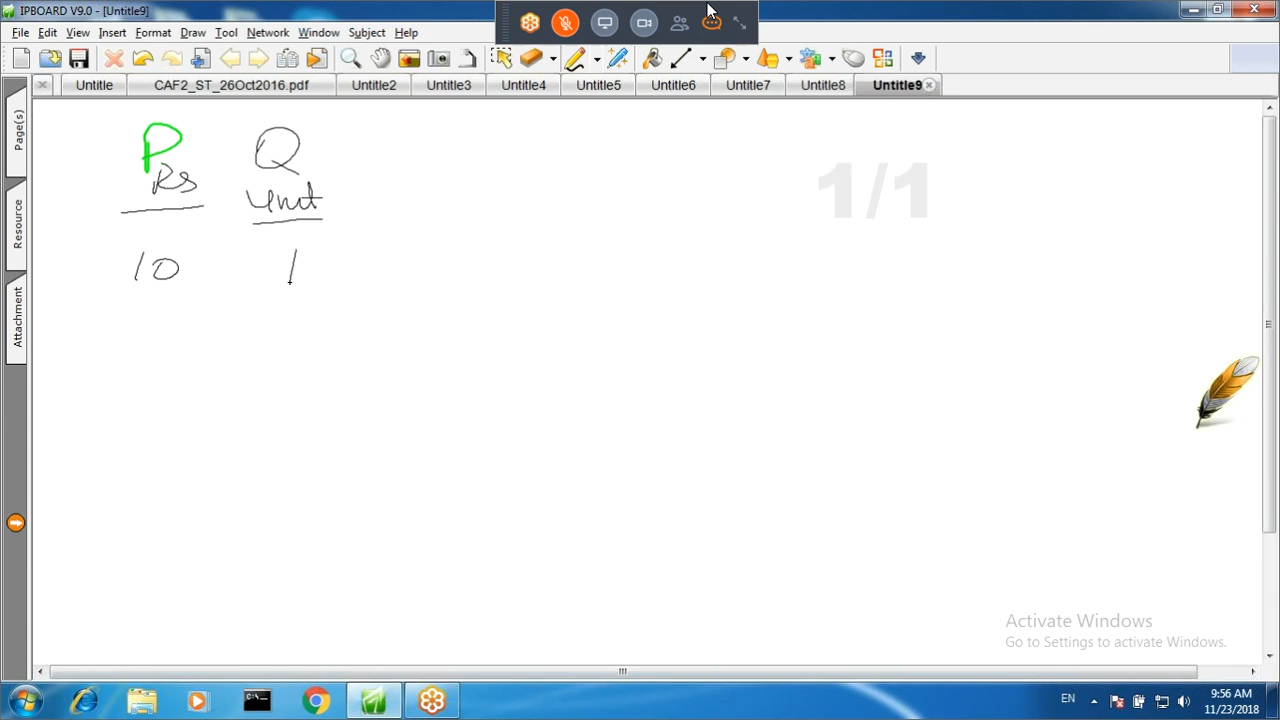 IPBOARD V9.0 - [Untitle9]
File Edit View Insert Format Draw Tool Network Window Subject Help
Untitle CAF2_ST_26Oct2016.pdf Untitle2 Untitle3 Untitle4 Untitle5 Untitle6 Untitle7 Untitle8 Untitle9
Page(s)
Resource
Attachment
P Q
Rs Unit
10 1
1/1
Activate Windows
Go to Settings to activate Windows.
EN
9:56 AM
11/23/2018